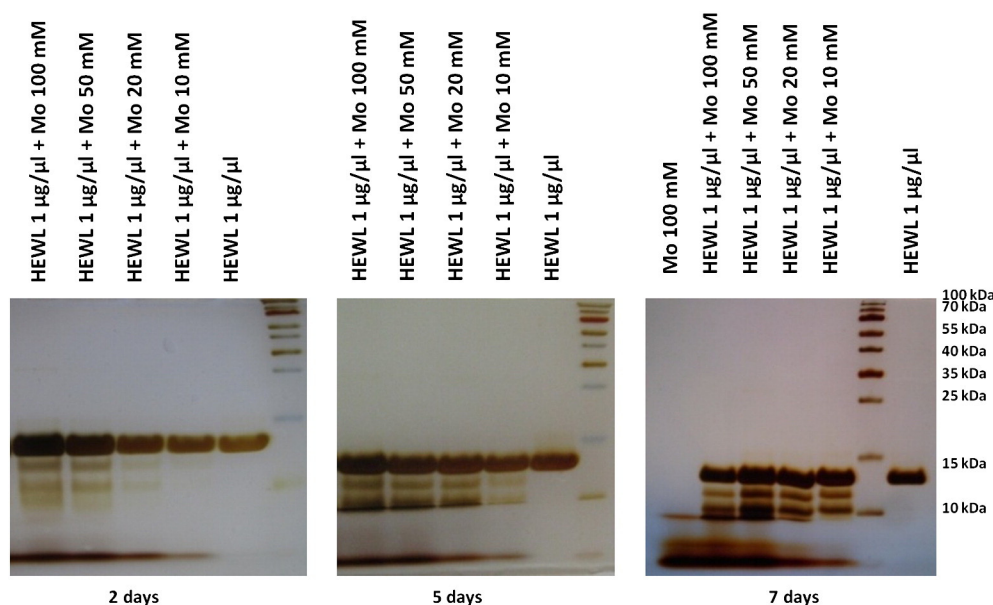 HEWL 1 µg/µl + Mo 100 mM
HEWL 1 µg/µl + Mo 50 mM
HEWL 1 µg/µl + Mo 20 mM
HEWL 1 µg/µl + Mo 10 mM
HEWL 1 µg/µl
HEWL 1 µg/µl + Mo 100 mM
HEWL 1 µg/µl + Mo 50 mM
HEWL 1 µg/µl + Mo 20 mM
HEWL 1 µg/µl + Mo 10 mM
HEWL 1 µg/µl
Mo 100 mM
HEWL 1 µg/µl + Mo 100 mM
HEWL 1 µg/µl + Mo 50 mM
HEWL 1 µg/µl + Mo 20 mM
HEWL 1 µg/µl + Mo 10 mM
HEWL 1 µg/µl
100 kDa
70 kDa
55 kDa
40 kDa
35 kDa
25 kDa
15 kDa
10 kDa
2 days
5 days
7 days